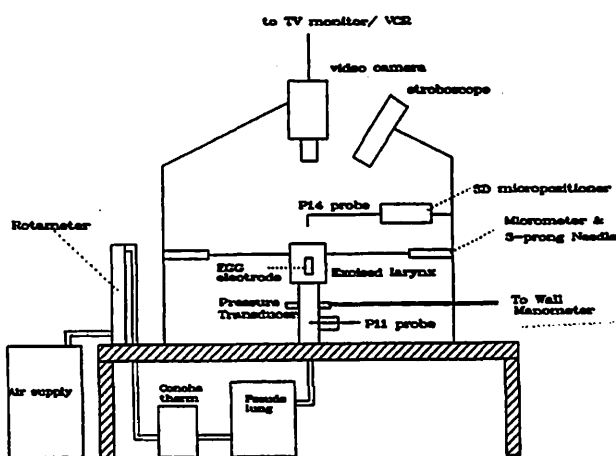 to TV monitor/ VCR
video camera
stroboscope
P14 probe
3D micropositioner
Rotameter
Micrometer &
3-prong Needle
EGG
electrode
Excised larynx
Pressure
Transducer
To Wall
Manometer
P11 probe
Air supply
Concha
therm
Pseudo
lung